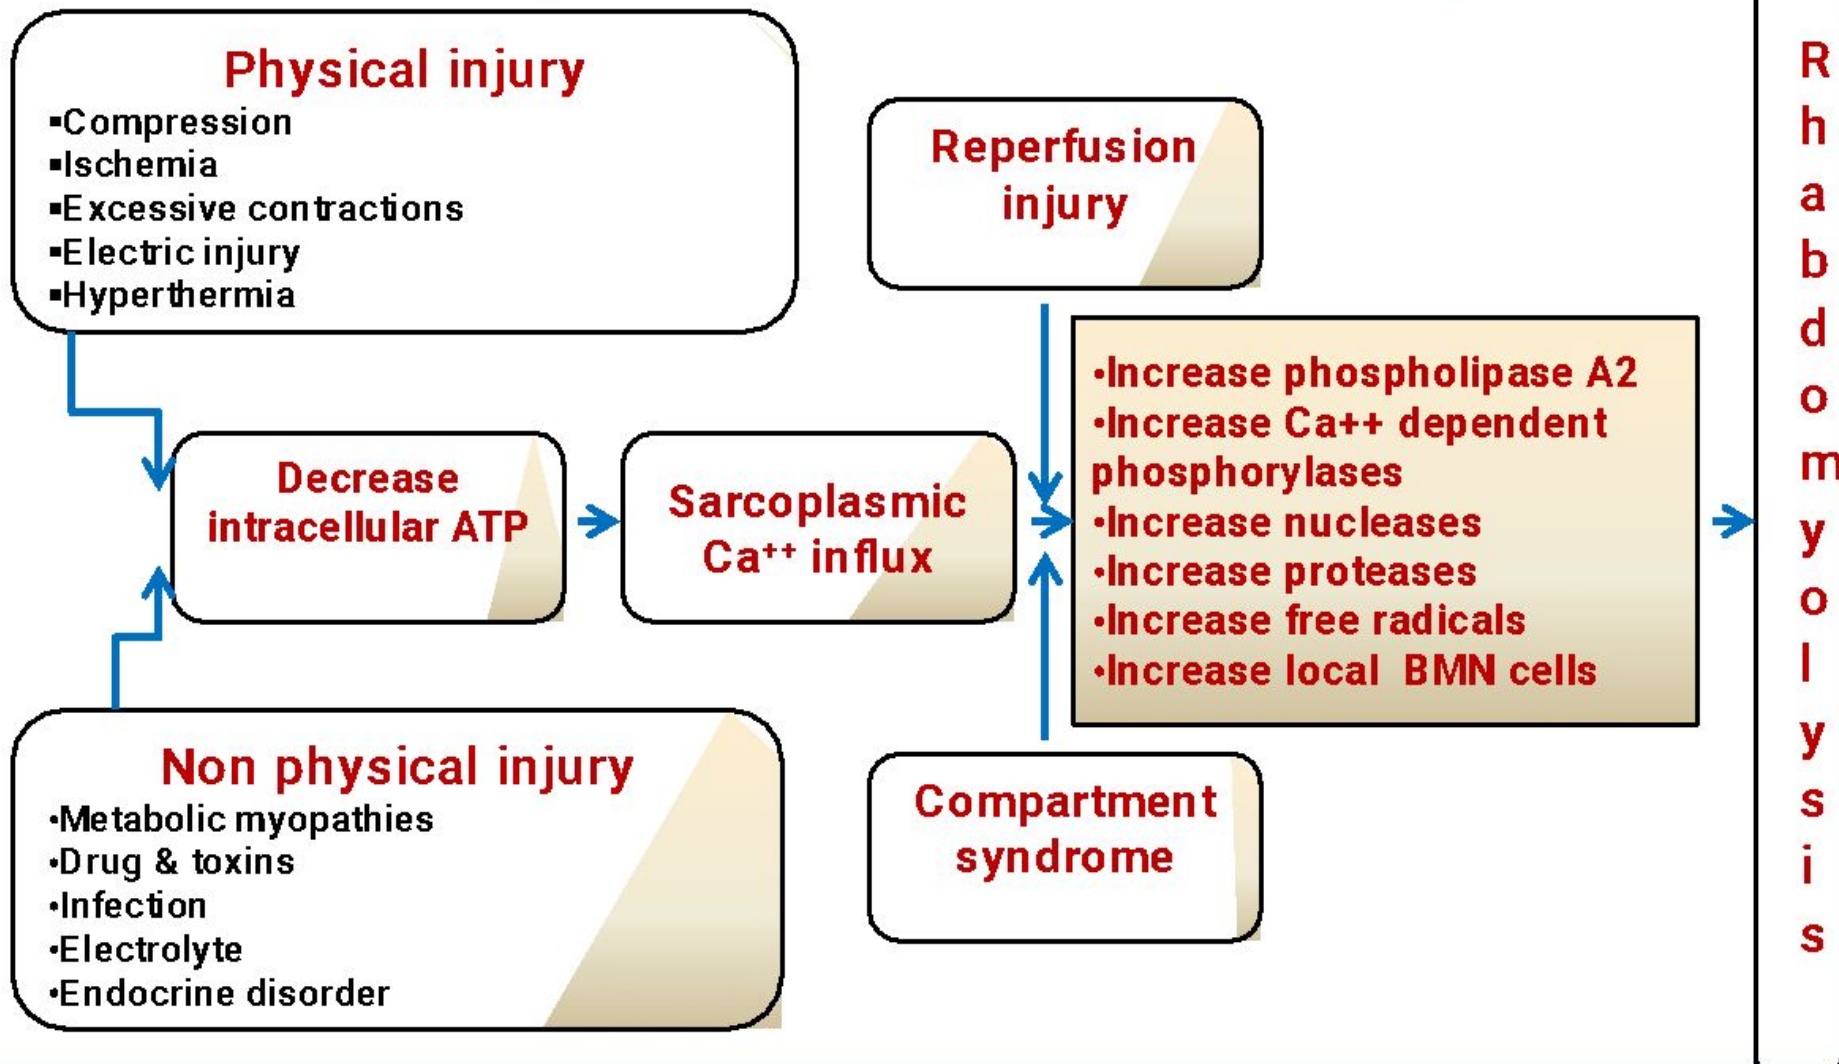 Physical injury
▪Compression
▪Ischemia
▪Excessive contractions
▪Electric injury
▪Hyperthermia
Reperfusion
injury
Decrease
intracellular ATP
Sarcoplasmic
Ca⁺⁺ influx
•Increase phospholipase A2
•Increase Ca++ dependent
phosphorylases
•Increase nucleases
•Increase proteases
•Increase free radicals
•Increase local BMN cells
Non physical injury
•Metabolic myopathies
•Drug & toxins
•Infection
•Electrolyte
•Endocrine disorder
Compartment
syndrome
R
h
a
b
d
o
m
y
o
l
y
s
i
s